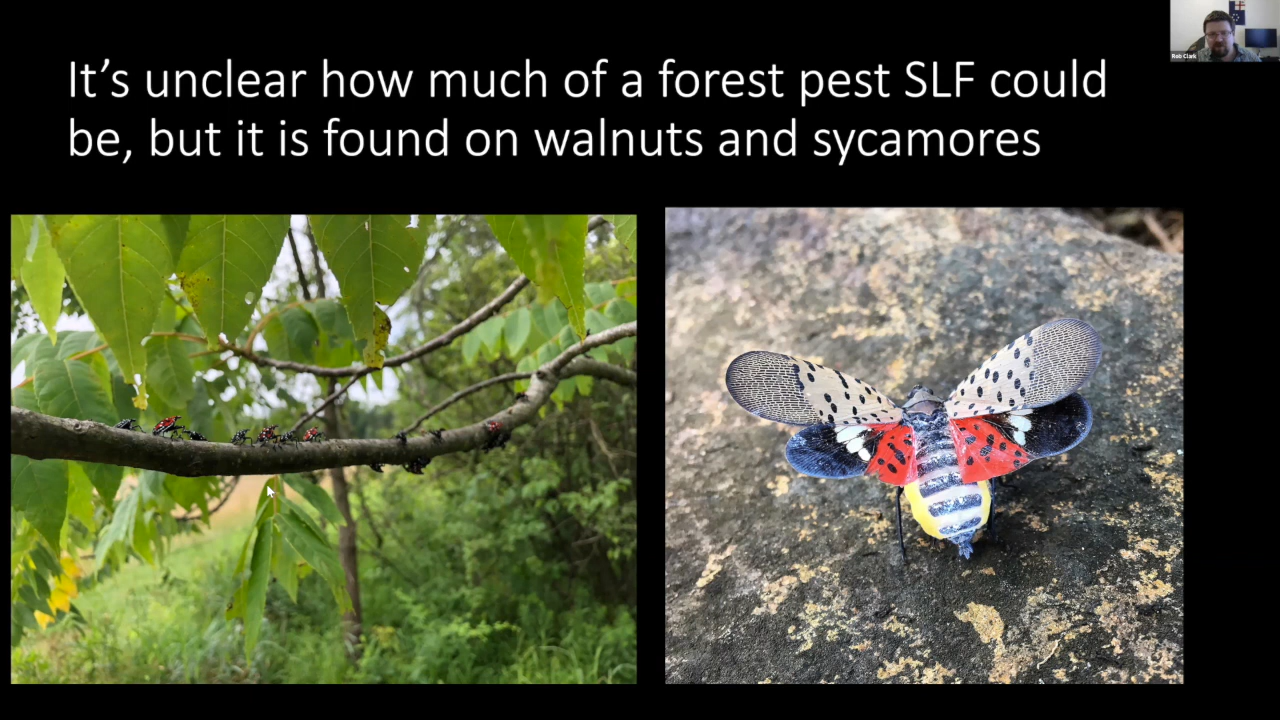 It’s unclear how much of a forest pest SLF could
be, but it is found on walnuts and sycamores
Rob Clark